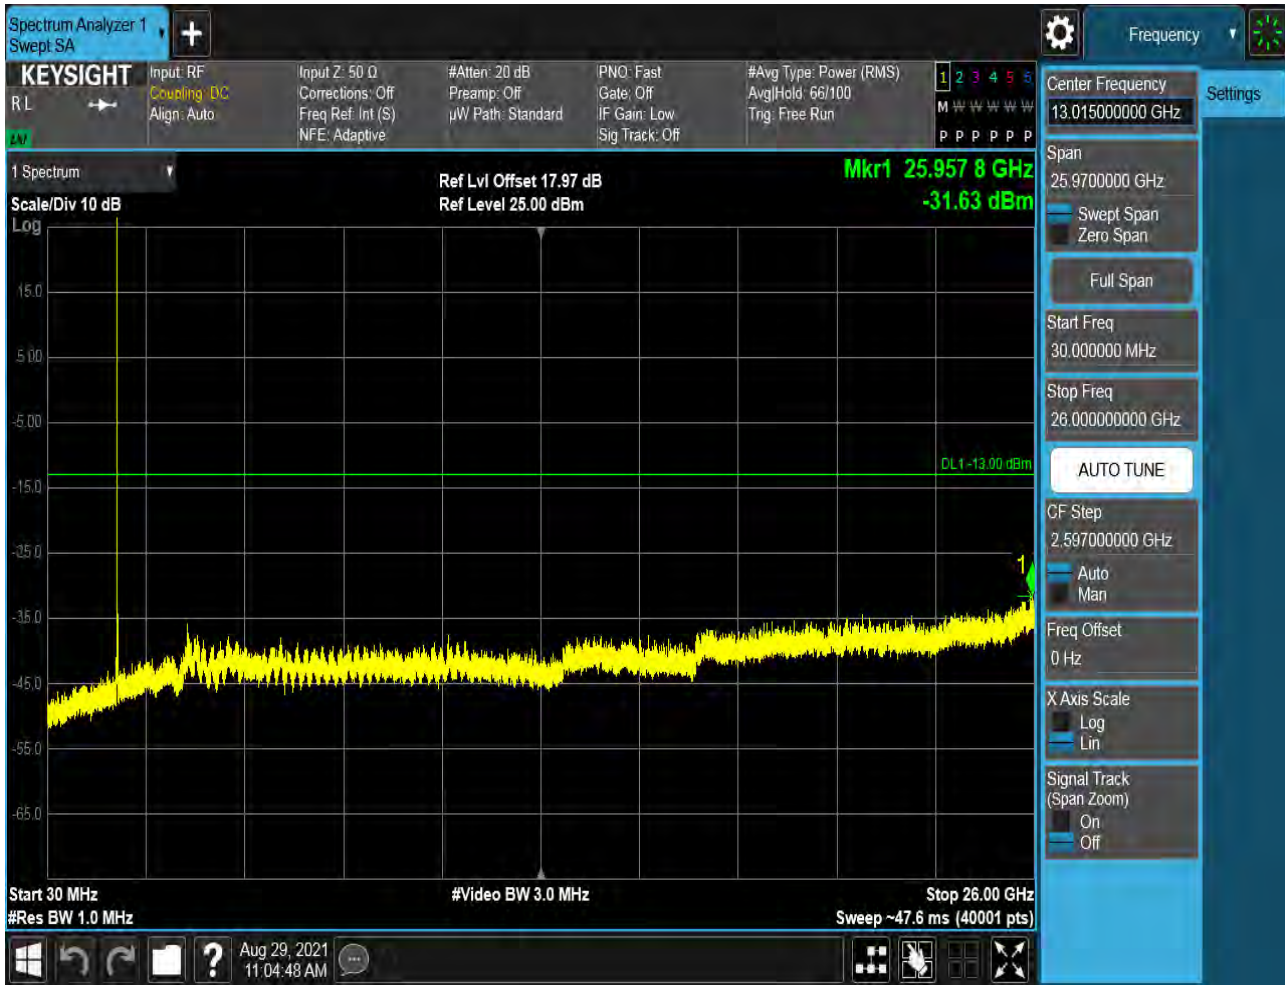 Spectrum Analyzer 1
Swept SA
Frequency
KEYSIGHT
R L
LNI
Input: RF
Coupling: DC
Align: Auto
Input Z: 50 Ω
Corrections: Off
Freq Ref: Int (S)
NFE: Adaptive
#Atten: 20 dB
Preamp: Off
µW Path: Standard
PNO: Fast
Gate: Off
IF Gain: Low
Sig Track: Off
#Avg Type: Power (RMS)
Avg|Hold: 66/100
Trig: Free Run
1 2 3 4 5 6
M W W W W W
P P P P P P
1 Spectrum
Scale/Div 10 dB
Log
Ref Lvl Offset 17.97 dB
Ref Level 25.00 dBm
Mkr1 25.957 8 GHz
-31.63 dBm
15.0
5.00
-5.00
-15.0
-25.0
-35.0
-45.0
-55.0
-65.0
DL1 -13.00 dBm
1
Start 30 MHz
#Res BW 1.0 MHz
#Video BW 3.0 MHz
Stop 26.00 GHz
Sweep ~47.6 ms (40001 pts)
Center Frequency
13.015000000 GHz
Settings
Span
25.9700000 GHz
Swept Span
Zero Span
Full Span
Start Freq
30.000000 MHz
Stop Freq
26.000000000 GHz
AUTO TUNE
CF Step
2.597000000 GHz
Auto
Man
Freq Offset
0 Hz
X Axis Scale
Log
Lin
Signal Track
(Span Zoom)
On
Off
?
Aug 29, 2021
11:04:48 AM